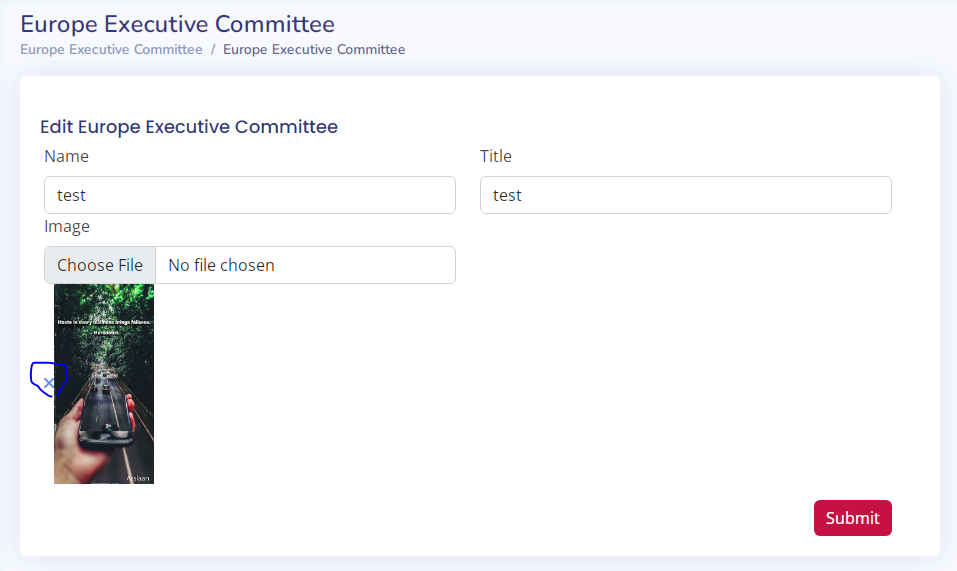 Europe Executive Committee
Europe Executive Committee / Europe Executive Committee
Edit Europe Executive Committee
Name
Title
test
test
Image
Choose File
No file chosen
Haste in every business brings failures.
- Herodotus
×
Arslaan
Submit